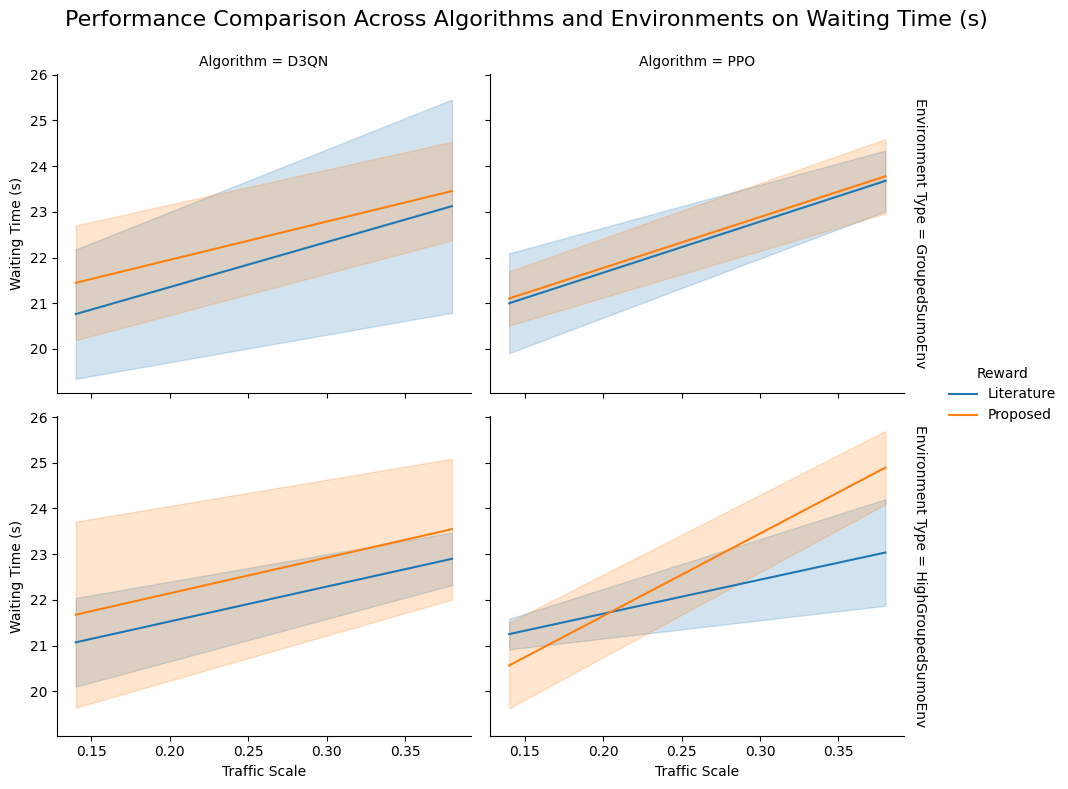 Performance Comparison Across Algorithms and Environments on Waiting Time (s)
Algorithm = D3QN
Algorithm = PPO
26
25
24
23
22
21
20
Waiting Time (s)
Environment Type = GroupedSumoEnv
Reward
Literature
Proposed
26
25
24
23
22
21
20
Waiting Time (s)
Environment Type = HighGroupedSumoEnv
0.15 0.20 0.25 0.30 0.35
0.15 0.20 0.25 0.30 0.35
Traffic Scale
Traffic Scale